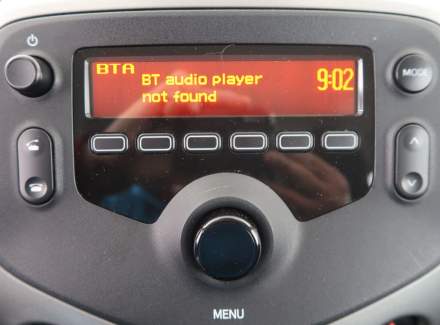 BTA
BT audio player 9:02
not found
MODE
MENU